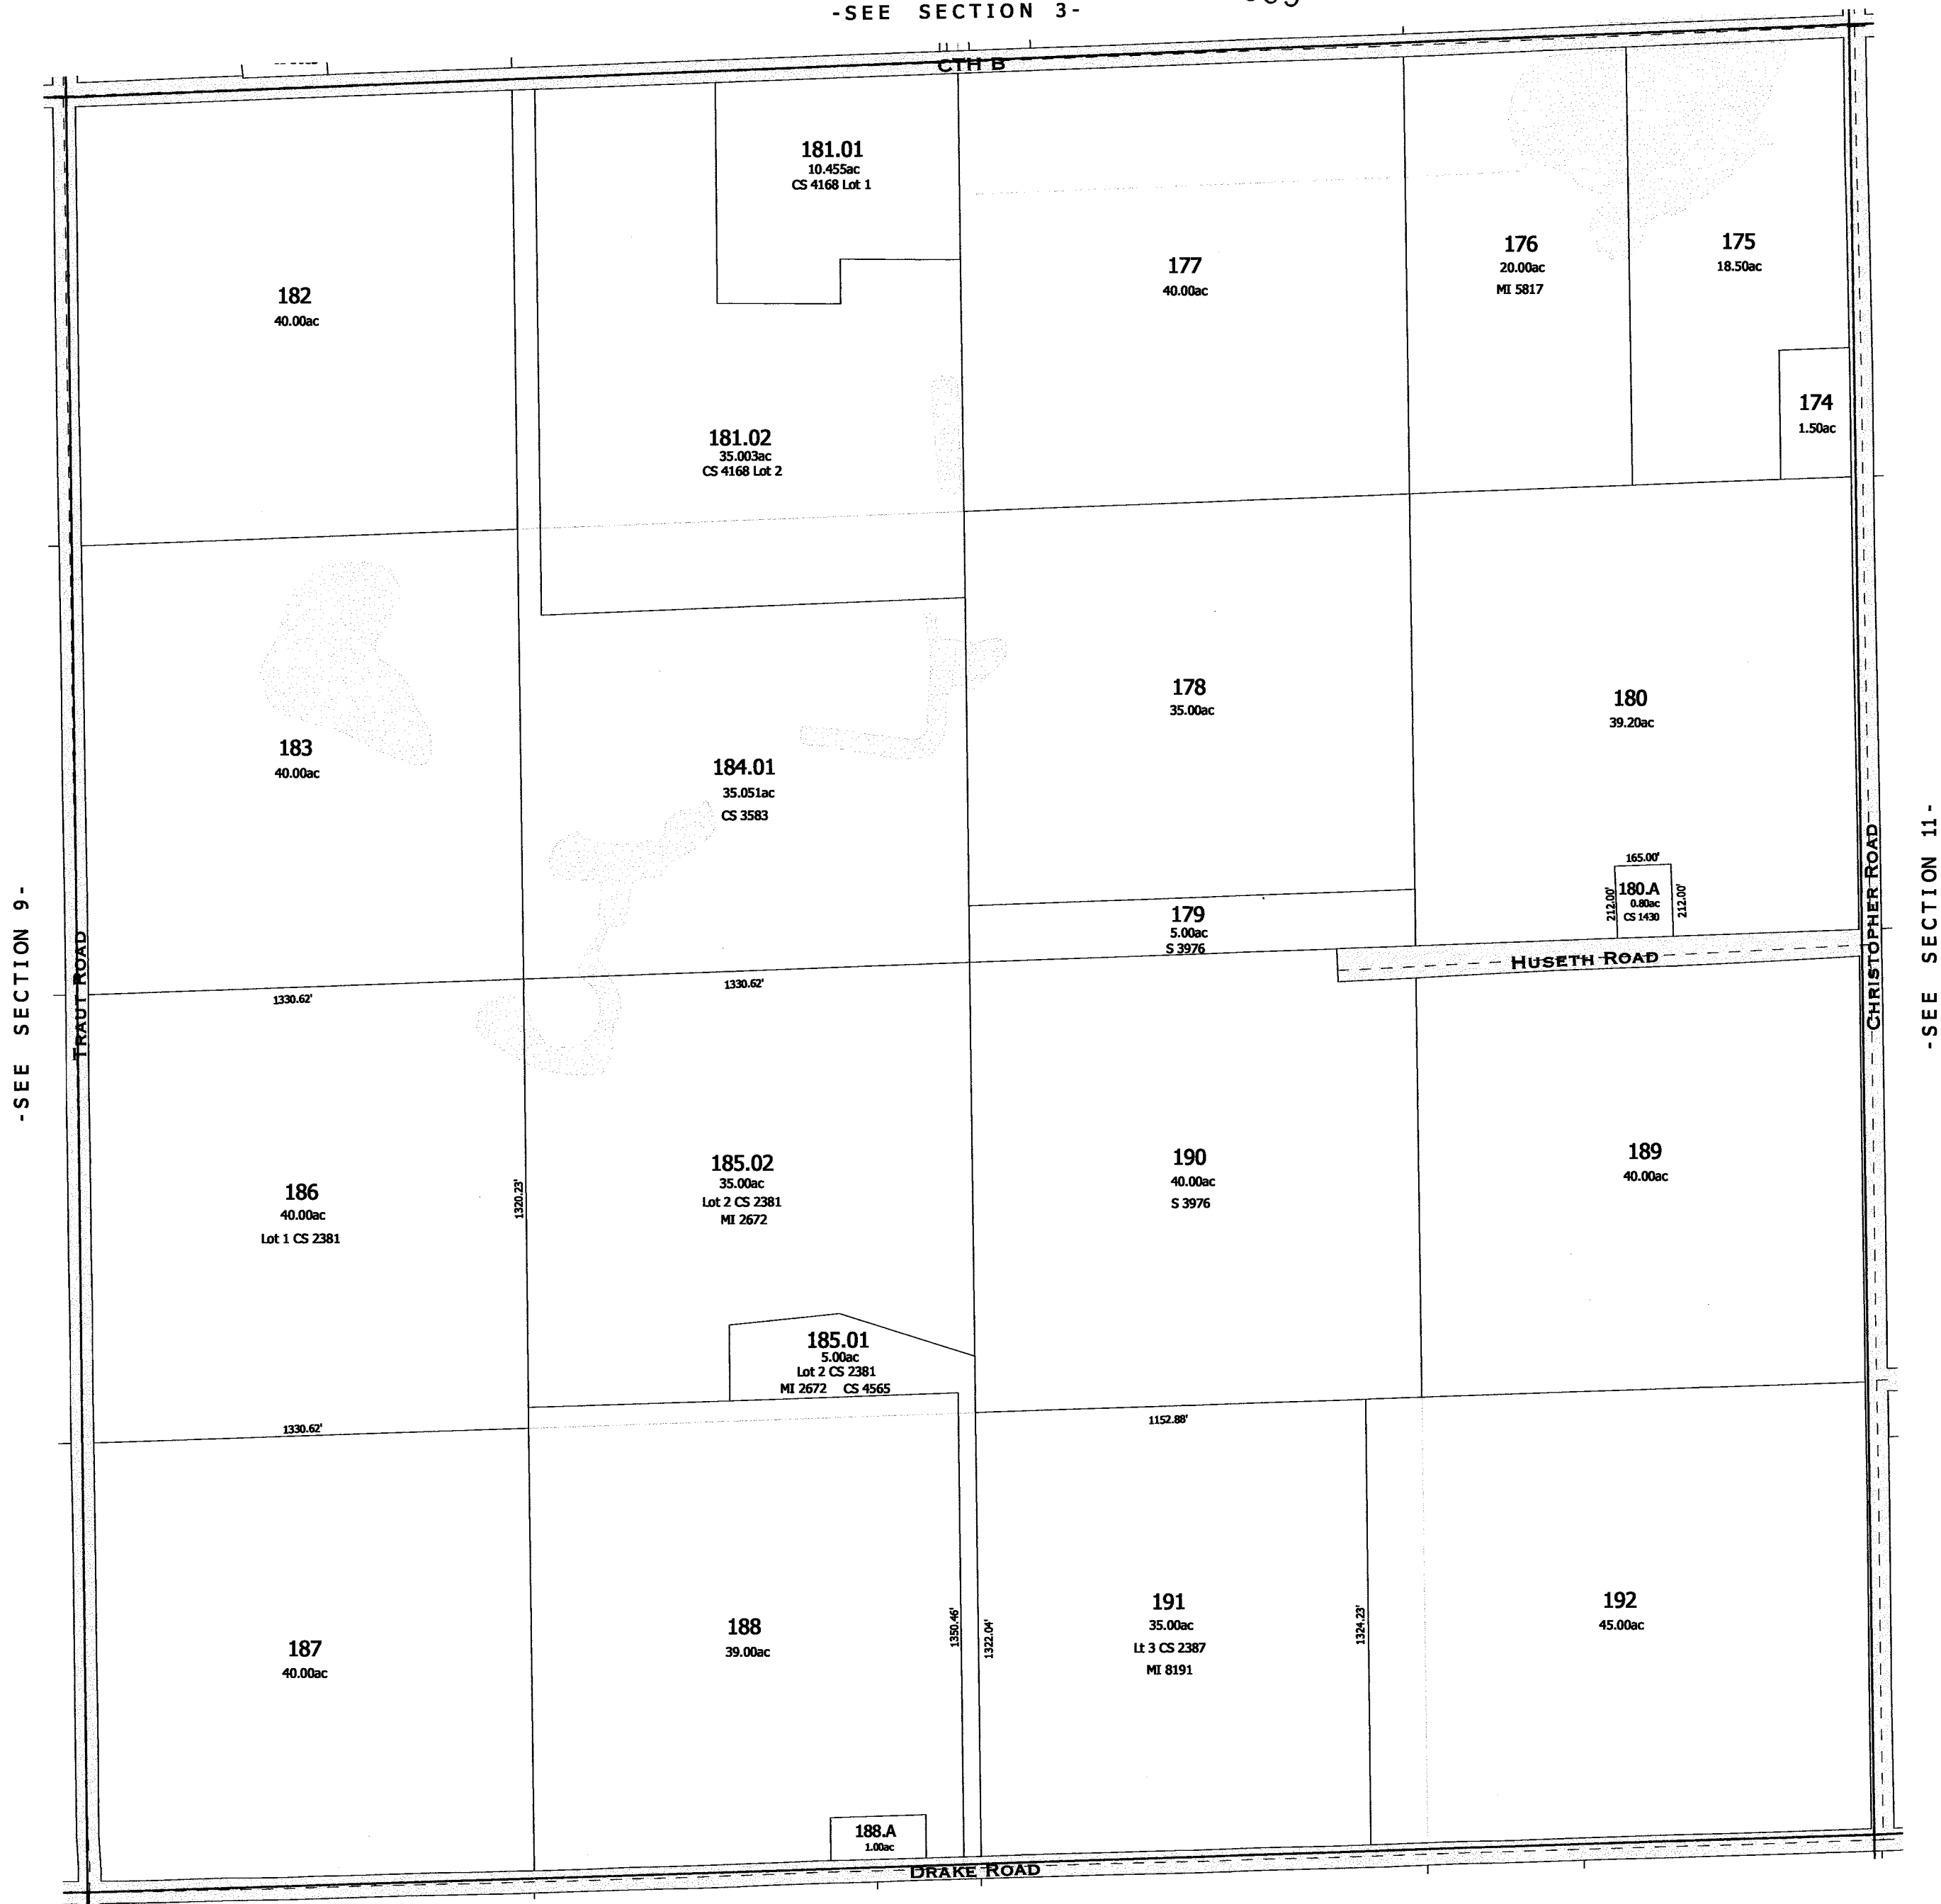 -SEE SECTION 3-
CTH B
181.01
10.455ac
CS 4168 Lot 1
182
40.00ac
177
40.00ac
176
20.00ac
MI 5817
175
18.50ac
174
1.50ac
181.02
35.003ac
CS 4168 Lot 2
183
40.00ac
184.01
35.051ac
CS 3583
178
35.00ac
180
39.20ac
165.00'
212.00'
180.A
0.80ac
CS 1430
212.00'
179
5.00ac
S 3976
HUSETH ROAD
CHRISTOPHER ROAD
-SEE SECTION 11-
-SEE SECTION 9-
TRAUT ROAD
1330.62'
1330.62'
186
40.00ac
Lot 1 CS 2381
1320.23'
185.02
35.00ac
Lot 2 CS 2381
MI 2672
190
40.00ac
S 3976
189
40.00ac
185.01
5.00ac
Lot 2 CS 2381
MI 2672 CS 4565
1330.62'
1152.88'
187
40.00ac
188
39.00ac
1350.46'
1322.04'
191
35.00ac
Lt 3 CS 2387
MI 8191
1324.23'
192
45.00ac
188.A
1.00ac
DRAKE ROAD